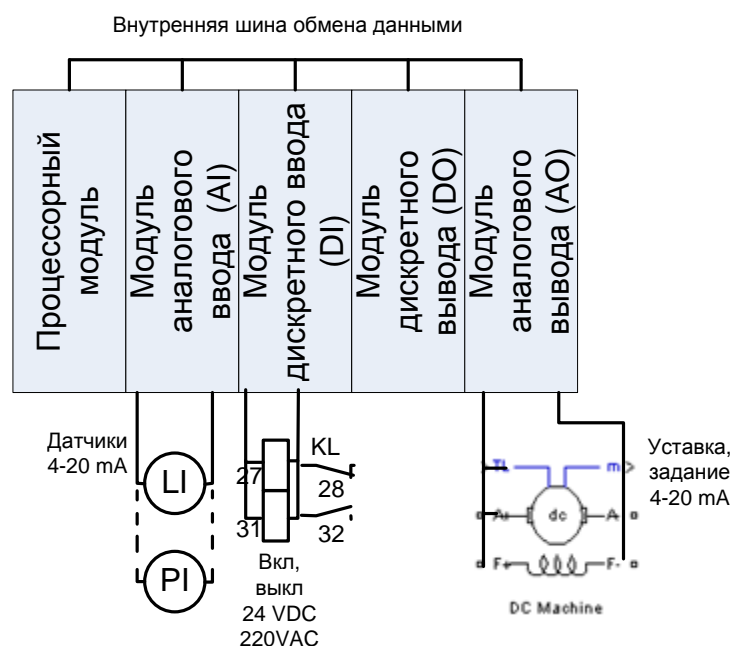 Внутренняя шина обмена данными
Процессорный
модуль
Модуль
аналогового
ввода (AI)
Модуль
дискретного ввода
(DI)
Модуль
дискретного
вывода (DO)
Модуль
аналогового
вывода (AO)
Датчики
4-20 mA
LI
PI
27
31
KL
28
32
Вкл,
выкл
24 VDC
220VAC
TL
m
A+
dc
A-
F+
F-
DC Machine
Уставка,
задание
4-20 mA